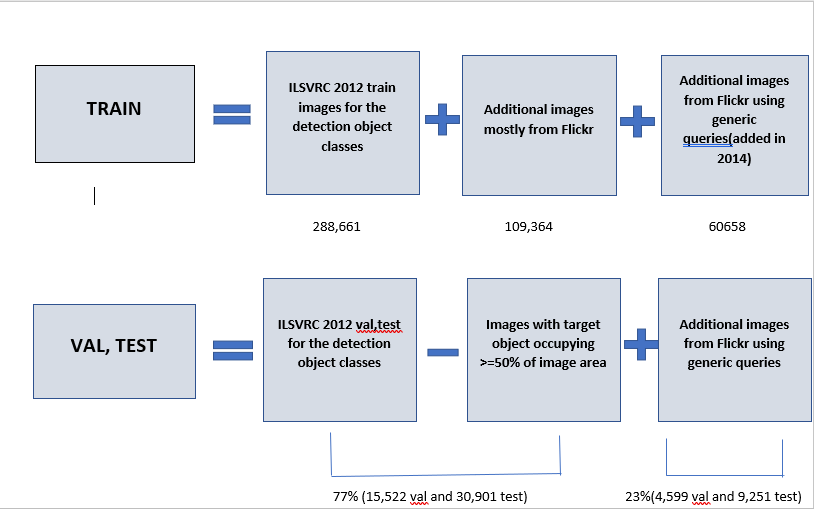 TRAIN
ILSVRC 2012 train
images for the
detection object
classes
Additional images
mostly from Flickr
Additional images
from Flickr using
generic
queries(added in
2014)
288,661
109,364
60658
VAL, TEST
ILSVRC 2012 val,test
for the detection
object classes
Images with target
object occupying
>=50% of image area
Additional images
from Flickr using
generic queries
77% (15,522 val and 30,901 test)
23%(4,599 val and 9,251 test)